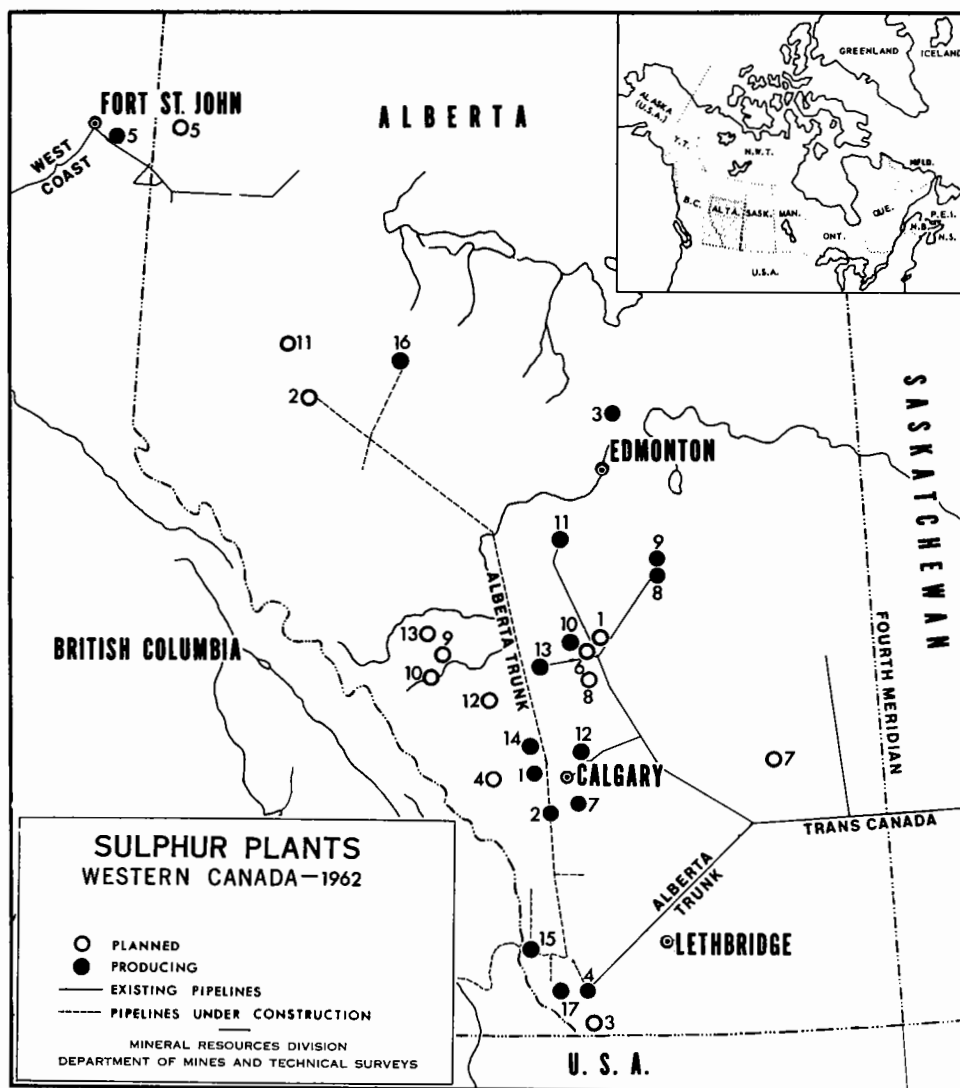 GREENLAND
ICELAND
ALASKA
(U.S.A.)
Y.T.
N.W.T.
NFLD.
B.C.
ALTA.
SASK.
MAN.
ONT.
QUE.
P.E.I.
N.B.
N.S.
U.S.A.
FORT ST. JOHN
ALBERTA
5
5
WEST
COAST
11
16
2
3
EDMONTON
SASKATCHEWAN
11
9
8
ALBERTA TRUNK
BRITISH COLUMBIA
13
9
10
10
1
13
6
8
12
FOURTH MERIDIAN
14
12
1
4
CALGARY
7
2
7
TRANS CANADA
ALBERTA
TRUNK
LETHBRIDGE
15
4
17
3
U.S.A.
SULPHUR PLANTS
WESTERN CANADA—1962
PLANNED
PRODUCING
EXISTING PIPELINES
PIPELINES UNDER CONSTRUCTION
MINERAL RESOURCES DIVISION
DEPARTMENT OF MINES AND TECHNICAL SURVEYS